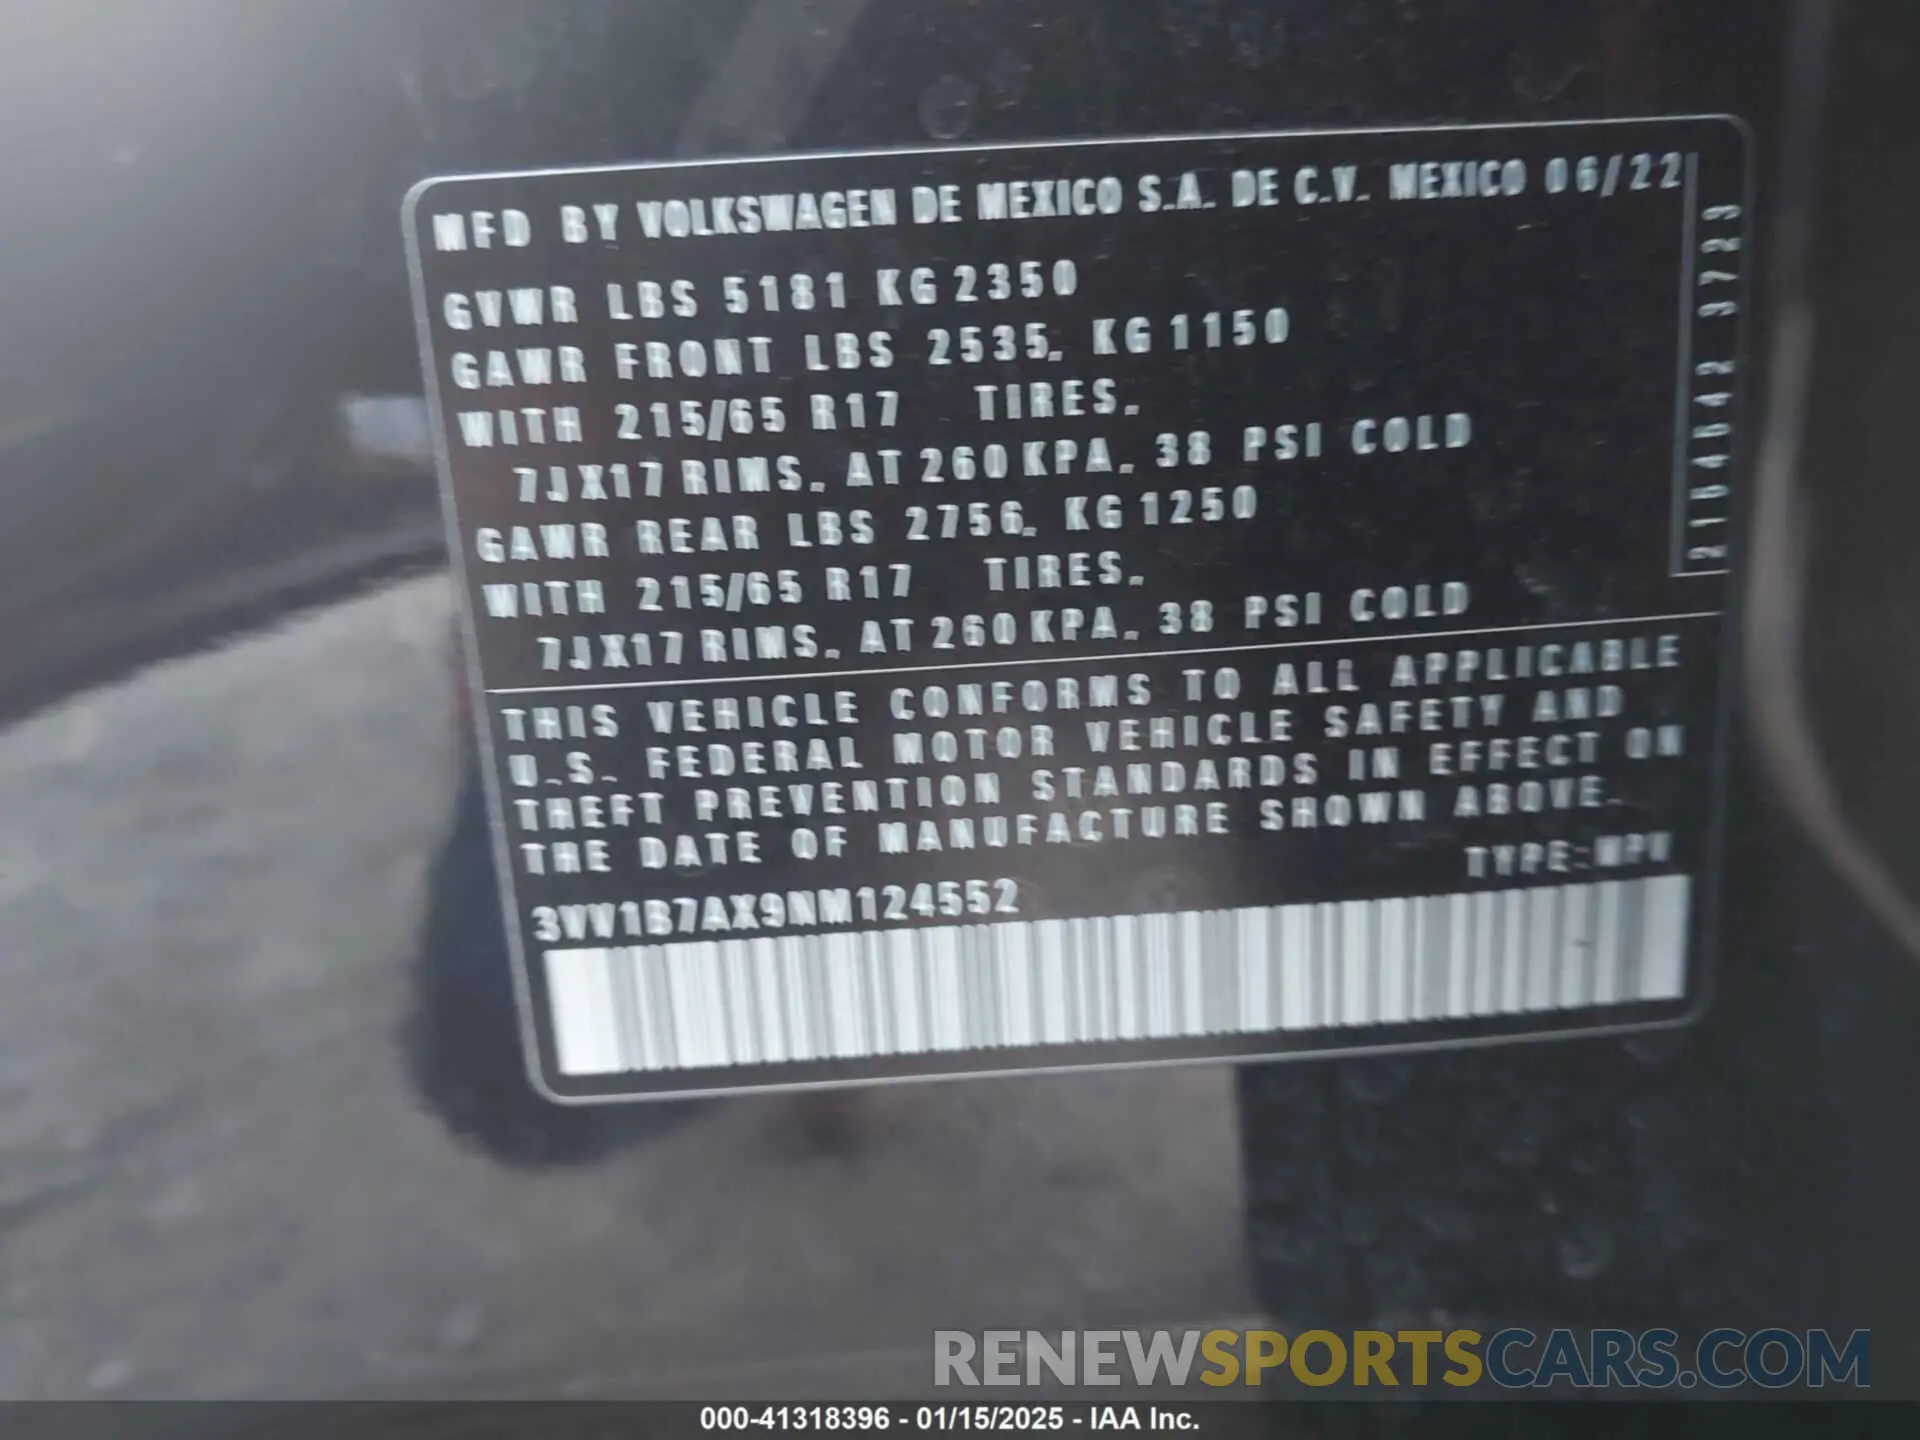 MFD BY VOLKSWAGEN DE MEXICO S.A. DE C.V. MEXICO 06/22
GVWR LBS 5181 KG 2350
GAWR FRONT LBS 2535, KG 1150
WITH 215/65 R17 TIRES,
7JX17 RIMS, AT 260 KPA, 38 PSI COLD
GAWR REAR LBS 2756, KG 1250
WITH 215/65 R17 TIRES,
7JX17 RIMS, AT 260 KPA, 38 PSI COLD
THIS VEHICLE CONFORMS TO ALL APPLICABLE
U.S. FEDERAL MOTOR VEHICLE SAFETY AND
THEFT PREVENTION STANDARDS IN EFFECT ON
THE DATE OF MANUFACTURE SHOWN ABOVE.
TYPE:MPV
3VV1B7AX9NM124552
RENEWSPORTSCARS.COM
000-41318396 - 01/15/2025 - IAA Inc.